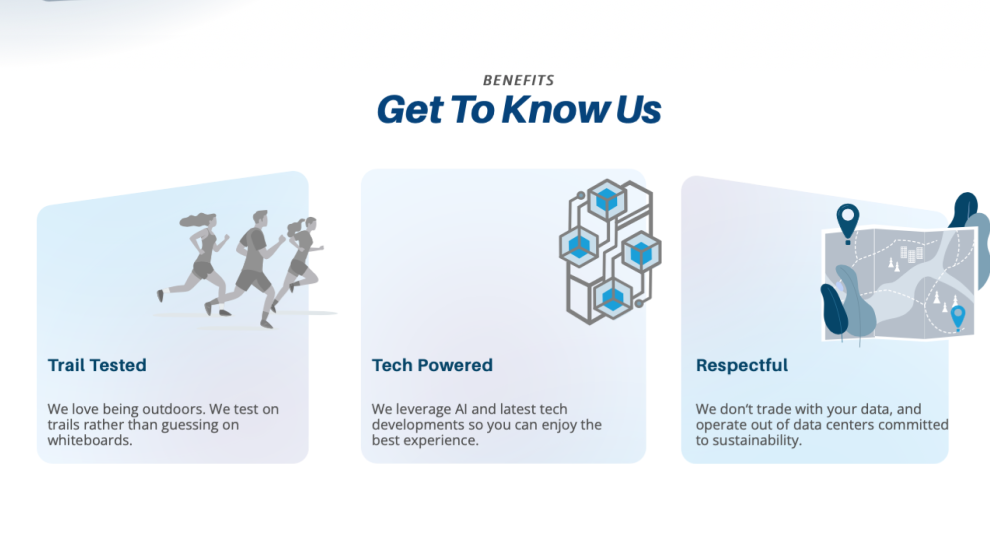 BENEFITS
Get To Know Us
Trail Tested
We love being outdoors. We test on
trails rather than guessing on
whiteboards.
Tech Powered
We leverage AI and latest tech
developments so you can enjoy the
best experience.
Respectful
We don’t trade with your data, and
operate out of data centers committed
to sustainability.